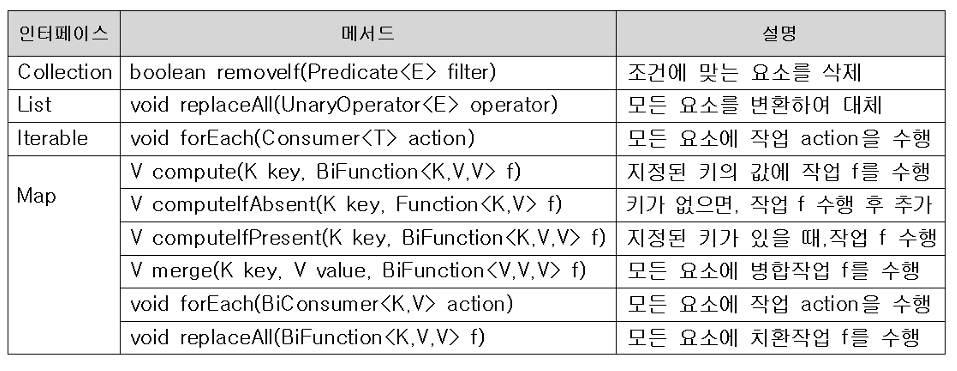 인터페이스 메서드 설명
Collection boolean removeIf(Predicate<E> filter) 조건에 맞는 요소를 삭제
List void replaceAll(UnaryOperator<E> operator) 모든 요소를 변환하여 대체
Iterable void forEach(Consumer<T> action) 모든 요소에 작업 action을 수행
Map V compute(K key, BiFunction<K,V,V> f) 지정된 키의 값에 작업 f를 수행
V computeIfAbsent(K key, Function<K,V> f) 키가 없으면, 작업 f 수행 후 추가
V computeIfPresent(K key, BiFunction<K,V,V> f) 지정된 키가 있을 때,작업 f 수행
V merge(K key, V value, BiFunction<V,V,V> f) 모든 요소에 병합작업 f를 수행
void forEach(BiConsumer<K,V> action) 모든 요소에 작업 action을 수행
void replaceAll(BiFunction<K,V,V> f) 모든 요소에 치환작업 f를 수행